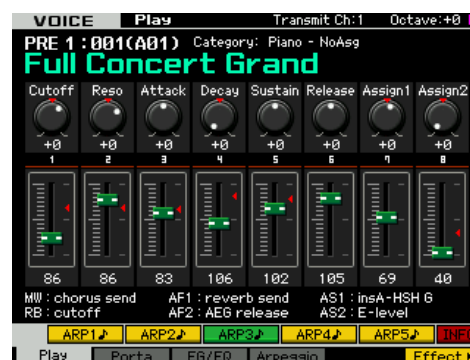 VOICE Play Transmit Ch:1 Octave:+0
PRE 1:001(A01) Category: Piano - NoAsg
Full Concert Grand
Cutoff Reso Attack Decay Sustain Release Assign1 Assign2
+0 +0 +0 +0 +0 +0 +0 +0
1 2 3 4 5 6 7 8
86 86 83 106 102 105 69 40
MW:chorus send AF1:reverb send AS1:insA-HSH G
RB:cutoff AF2:AEG release AS2:E-level
ARP1♪ ARP2♪ ARP3♪ ARP4♪ ARP5♪ INFO
Play Porta EG/EQ Arpeggio Effect